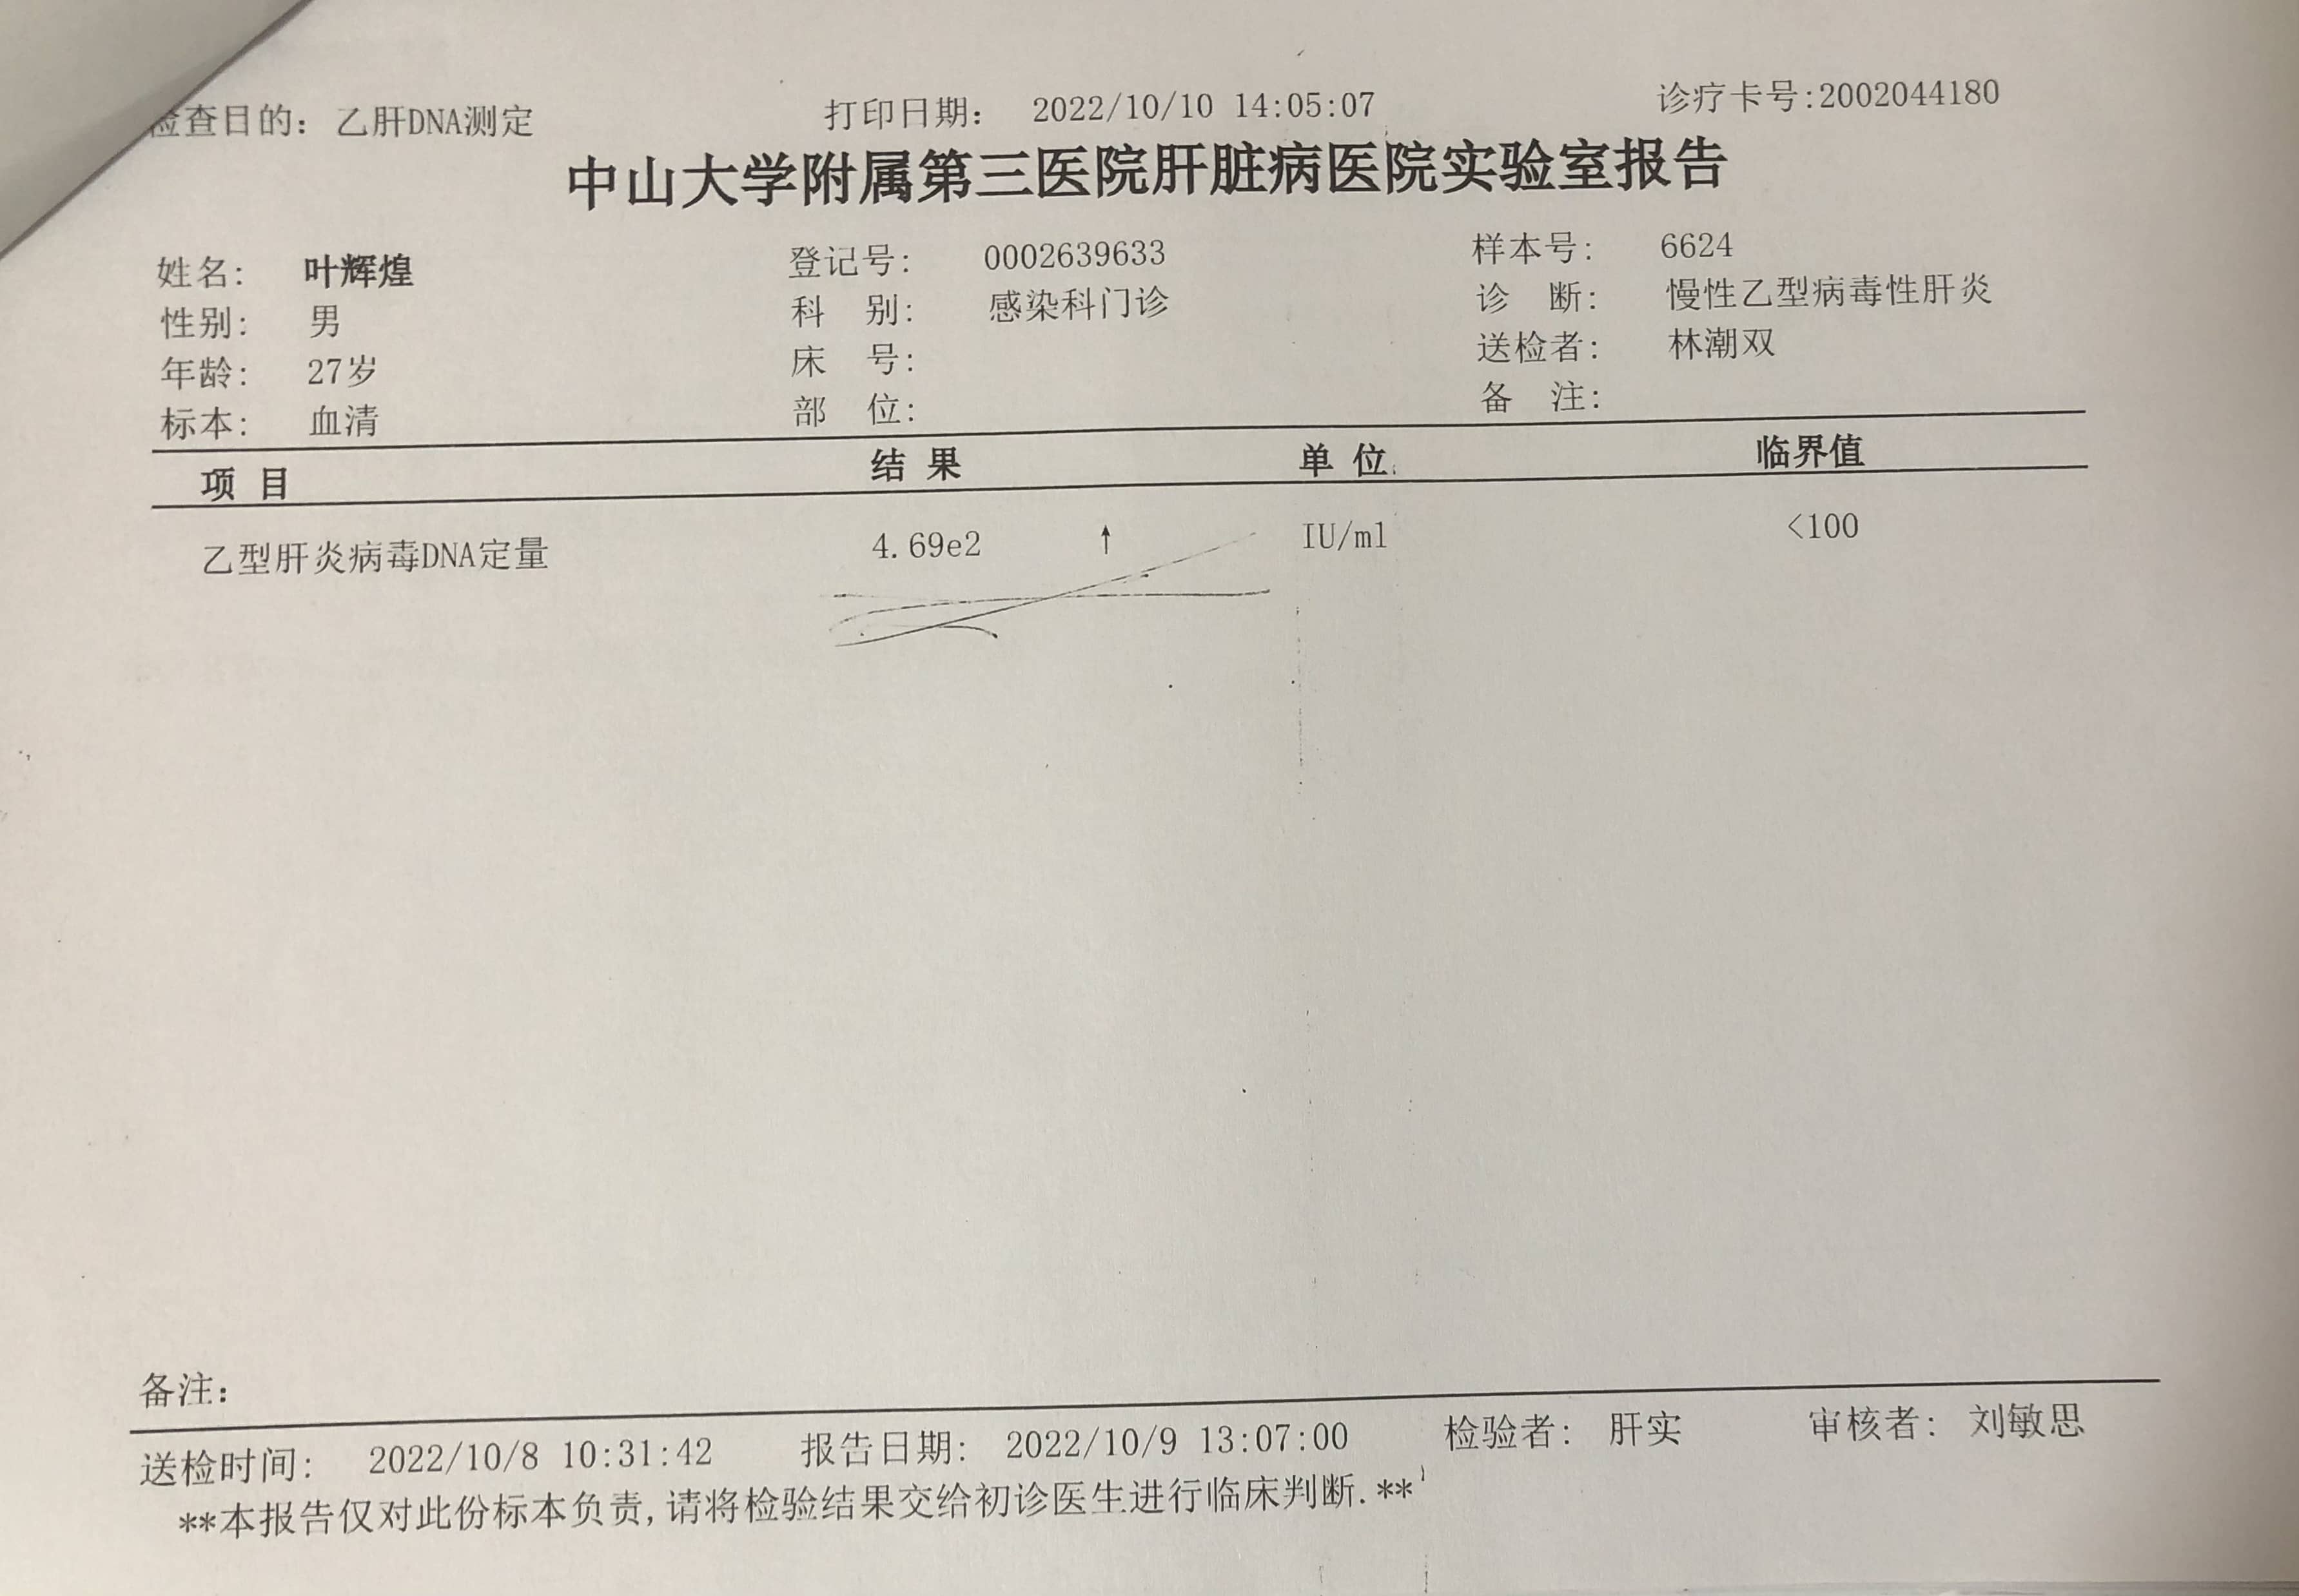 检查目的: 乙肝DNA测定 打印日期: 2022/10/10 14:05:07 诊疗卡号:2002044180
中山大学附属第三医院肝脏病医院实验室报告
姓名: 叶辉煌 登记号: 0002639633 样本号: 6624
性别: 男 科 别: 感染科门诊 诊 断: 慢性乙型病毒性肝炎
年龄: 27岁 床 号: 送检者: 林潮双
标本: 血清 部 位: 备 注:
项 目 结 果 单 位 临界值
乙型肝炎病毒DNA定量 4.69e2 ↑ IU/ml <100
备注:
送检时间: 2022/10/8 10:31:42 报告日期: 2022/10/9 13:07:00 检验者: 肝实 审核者: 刘敏思
**本报告仅对此份标本负责,请将检验结果交给初诊医生进行临床判断.**